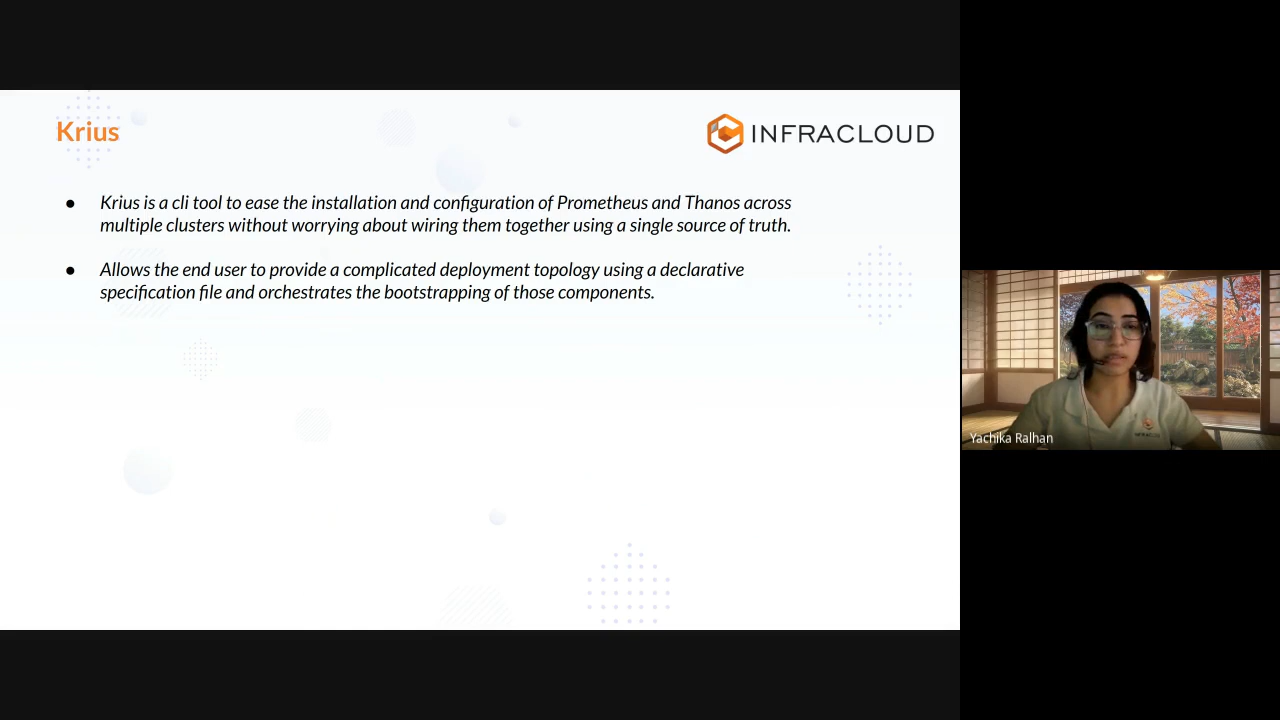 Krius
INFRACLOUD
● Krius is a cli tool to ease the installation and configuration of Prometheus and Thanos across
multiple clusters without worrying about wiring them together using a single source of truth.
● Allows the end user to provide a complicated deployment topology using a declarative
specification file and orchestrates the bootstrapping of those components.
Yachika Ralhan